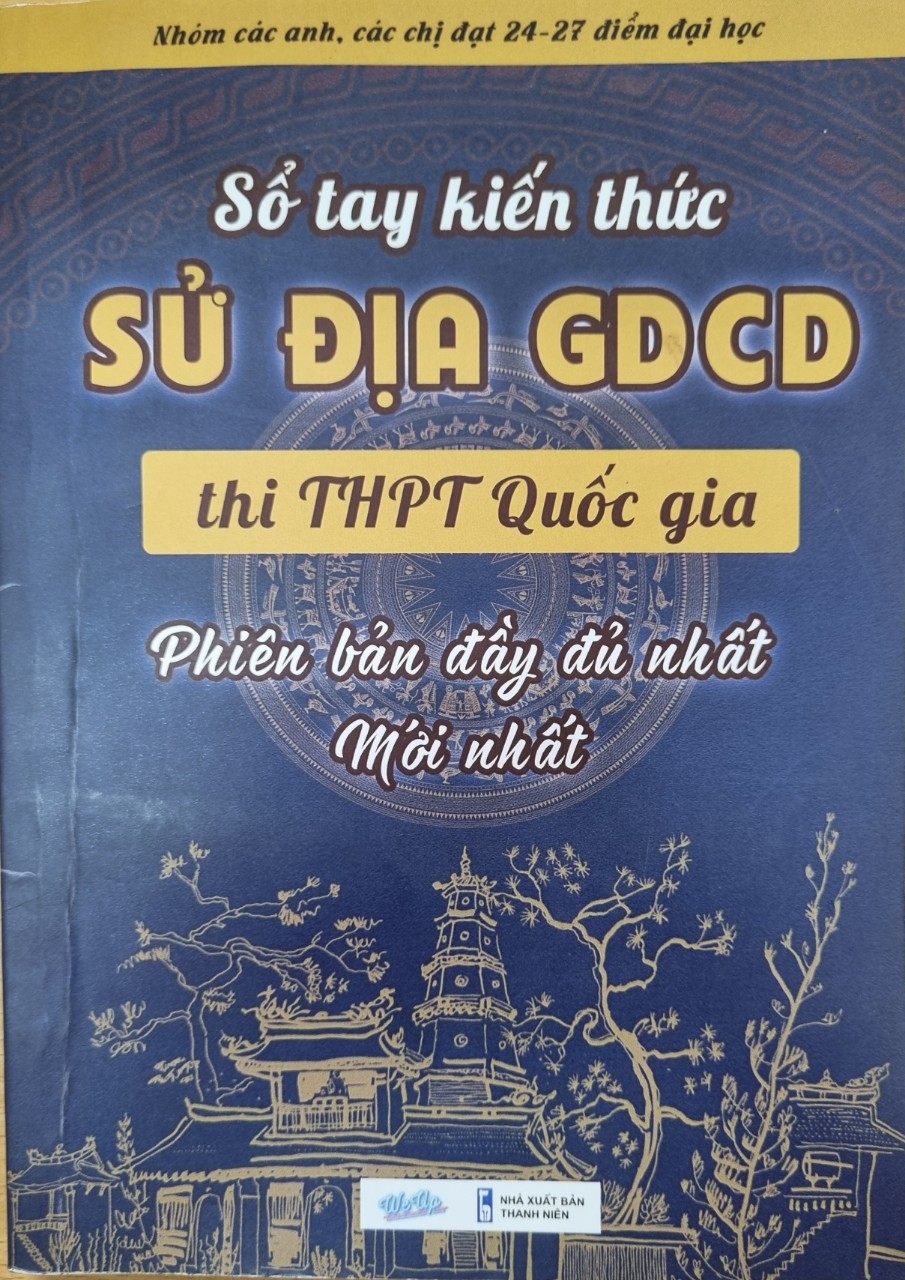 Nhóm các anh, các chị đạt 24-27 điểm đại học
Sổ tay kiến thức
SỬ ĐỊA GDCD
thi THPT Quốc gia
Phiên bản đầy đủ nhất
Mới nhất
WeUp
NHÀ XUẤT BẢN
THANH NIÊN